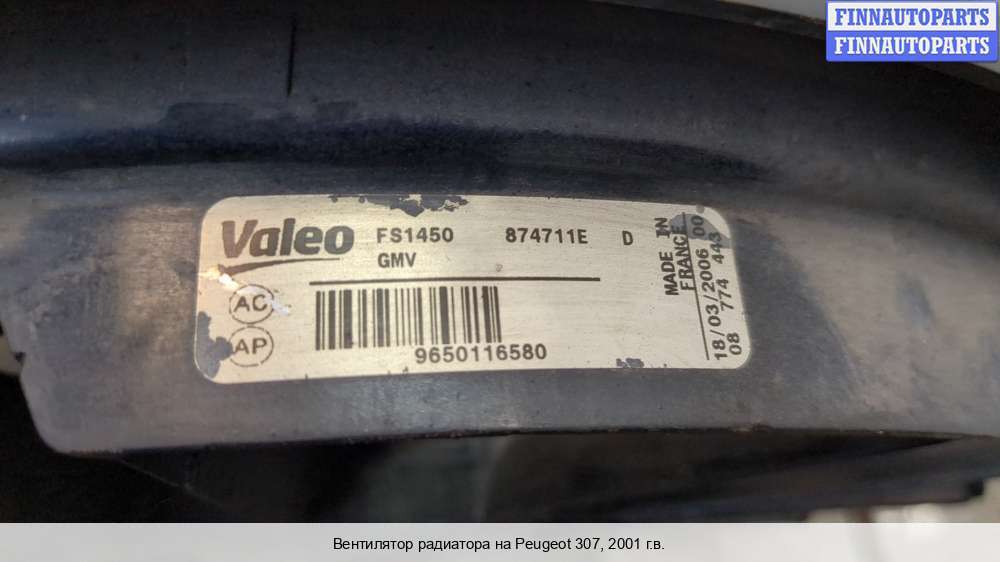 FINNAUTOPARTS
FINNAUTOPARTS
Valeo FS1450 874711E D
GMV
AC
AP
9650116580
MADE IN
FRANCE
18/03/2006 00
08 774 443
Вентилятор радиатора на Peugeot 307, 2001 г.в.